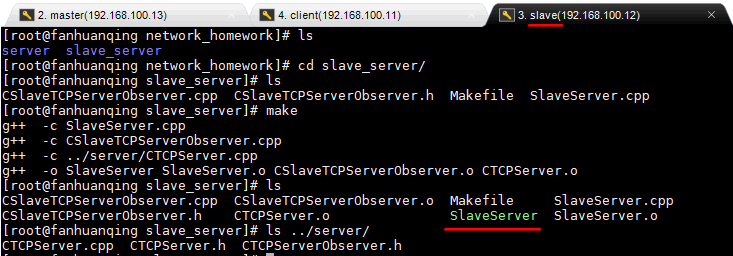 2. master(192.168.100.13) 4. client(192.168.100.11) 3. slave(192.168.100.12)
[root@fanhuanqing network_homework]# ls
server slave_server
[root@fanhuanqing network_homework]# cd slave_server/
[root@fanhuanqing slave_server]# ls
CSlaveTCPServerObserver.cpp CSlaveTCPServerObserver.h Makefile SlaveServer.cpp
[root@fanhuanqing slave_server]# make
g++ -c SlaveServer.cpp
g++ -c CSlaveTCPServerObserver.cpp
g++ -c ../server/CTCPServer.cpp
g++ -o SlaveServer SlaveServer.o CSlaveTCPServerObserver.o CTCPServer.o
[root@fanhuanqing slave_server]# ls
CSlaveTCPServerObserver.cpp CSlaveTCPServerObserver.o Makefile SlaveServer.cpp
CSlaveTCPServerObserver.h CTCPServer.o SlaveServer SlaveServer.o
[root@fanhuanqing slave_server]# ls ../server/
CTCPServer.cpp CTCPServer.h CTCPServerObserver.h